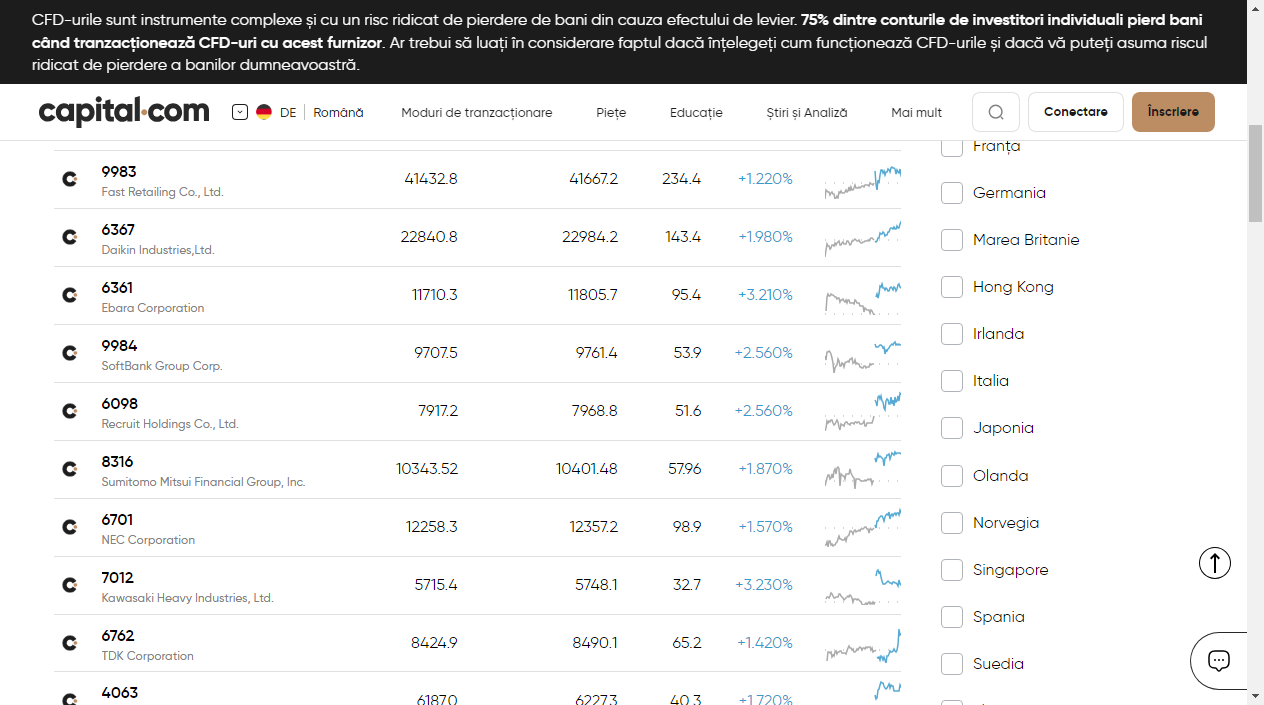 CFD-urile sunt instrumente complexe și cu un risc ridicat de pierdere de bani din cauza efectului de levier. 75% dintre conturile de investitori individuali pierd bani
când tranzacționează CFD-uri cu acest furnizor. Ar trebui să luați în considerare faptul dacă înțelegeți cum funcționează CFD-urile și dacă vă puteți asuma riscul
ridicat de pierdere a banilor dumneavoastră.
capital.com DE Română Moduri de tranzacționare Piețe Educație Știri și Analiză Mai mult Conectare Înscriere
9983 41432.8 41667.2 234.4 +1.220%
Fast Retailing Co., Ltd.
6367 22840.8 22984.2 143.4 +1.980%
Daikin Industries,Ltd.
6361 11710.3 11805.7 95.4 +3.210%
Ebara Corporation
9984 9707.5 9761.4 53.9 +2.560%
SoftBank Group Corp.
6098 7917.2 7968.8 51.6 +2.560%
Recruit Holdings Co., Ltd.
8316 10343.52 10401.48 57.96 +1.870%
Sumitomo Mitsui Financial Group, Inc.
6701 12258.3 12357.2 98.9 +1.570%
NEC Corporation
7012 5715.4 5748.1 32.7 +3.230%
Kawasaki Heavy Industries, Ltd.
6762 8424.9 8490.1 65.2 +1.420%
TDK Corporation
4063 6187.0 6227.3 40.3 +1.720%
Franța
Germania
Marea Britanie
Hong Kong
Irlanda
Italia
Japonia
Olanda
Norvegia
Singapore
Spania
Suedia